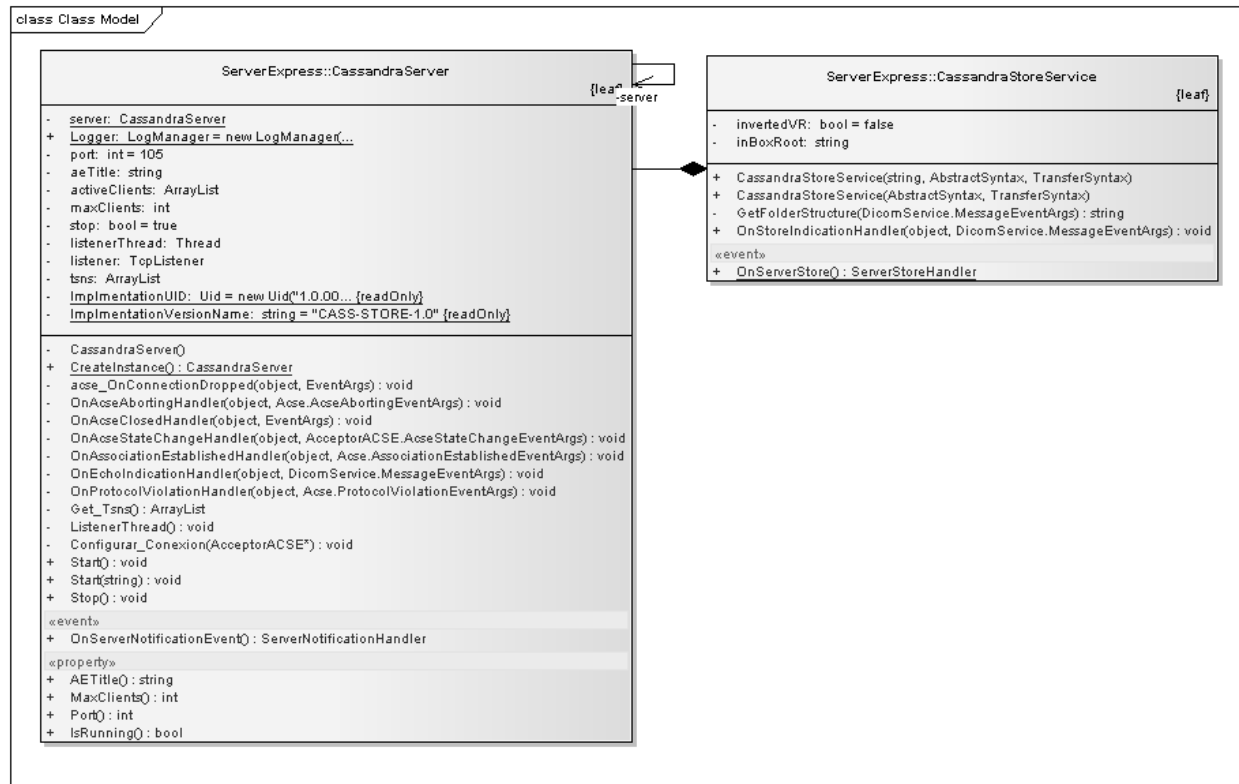 class Class Model
ServerExpress::CassandraServer
{leaf}
-server
- server: CassandraServer
+ Logger: LogManager = new LogManager(...
- port: int = 105
- aeTitle: string
- activeClients: ArrayList
- maxClients: int
- stop: bool = true
- listenerThread: Thread
- listener: TcpListener
- tsns: ArrayList
- ImplmentationUID: Uid = new Uid("1.0.00... {readOnly}
- ImplmentationVersionName: string = "CASS-STORE-1.0" {readOnly}
- CassandraServer()
+ CreateInstance() : CassandraServer
- acse_OnConnectionDropped(object, EventArgs) : void
- OnAcseAbortingHandler(object, Acse.AcseAbortingEventArgs) : void
- OnAcseClosedHandler(object, EventArgs) : void
- OnAcseStateChangeHandler(object, AcceptorACSE.AcseStateChangeEventArgs) : void
- OnAssociationEstablishedHandler(object, Acse.AssociationEstablishedEventArgs) : void
- OnEchoIndicationHandler(object, DicomService.MessageEventArgs) : void
- OnProtocolViolationHandler(object, Acse.ProtocolViolationEventArgs) : void
- Get_Tsns() : ArrayList
- ListenerThread() : void
- Configurar_Conexion(AcceptorACSE*) : void
+ Start() : void
+ Start(string) : void
+ Stop() : void
«event»
+ OnServerNotificationEvent() : ServerNotificationHandler
«property»
+ AETitle() : string
+ MaxClients() : int
+ Port() : int
+ IsRunning() : bool
ServerExpress::CassandraStoreService
{leaf}
- invertedVR: bool = false
- inBoxRoot: string
+ CassandraStoreService(string, AbstractSyntax, TransferSyntax)
+ CassandraStoreService(AbstractSyntax, TransferSyntax)
- GetFolderStructure(DicomService.MessageEventArgs) : string
+ OnStoreIndicationHandler(object, DicomService.MessageEventArgs) : void
«event»
+ OnServerStore() : ServerStoreHandler